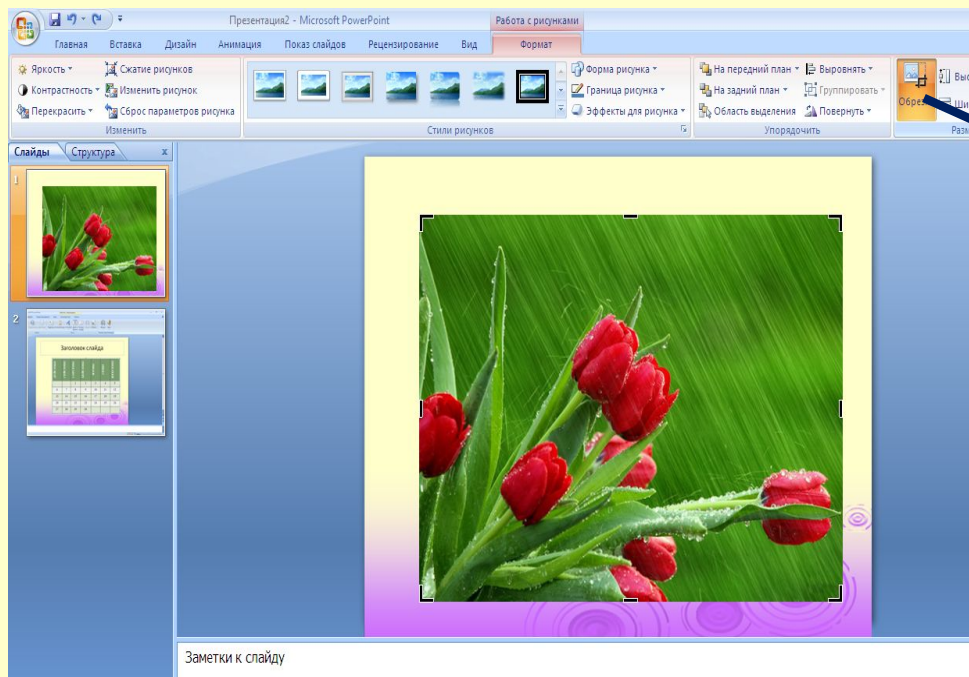 Презентация2 - Microsoft PowerPoint
Работа с рисунками
Главная Вставка Дизайн Анимация Показ слайдов Рецензирование Вид Формат
Яркость Сжатие рисунков Форма рисунка На передний план Выровнять
Контрастность Изменить рисунок Граница рисунка На задний план Группировать
Перекрасить Сброс параметров рисунка Эффекты для рисунка Область выделения Повернуть
Изменить Стили рисунков Упорядочить
Слайды Структура x
1
2
Заголовок слайда
Заметки к слайду